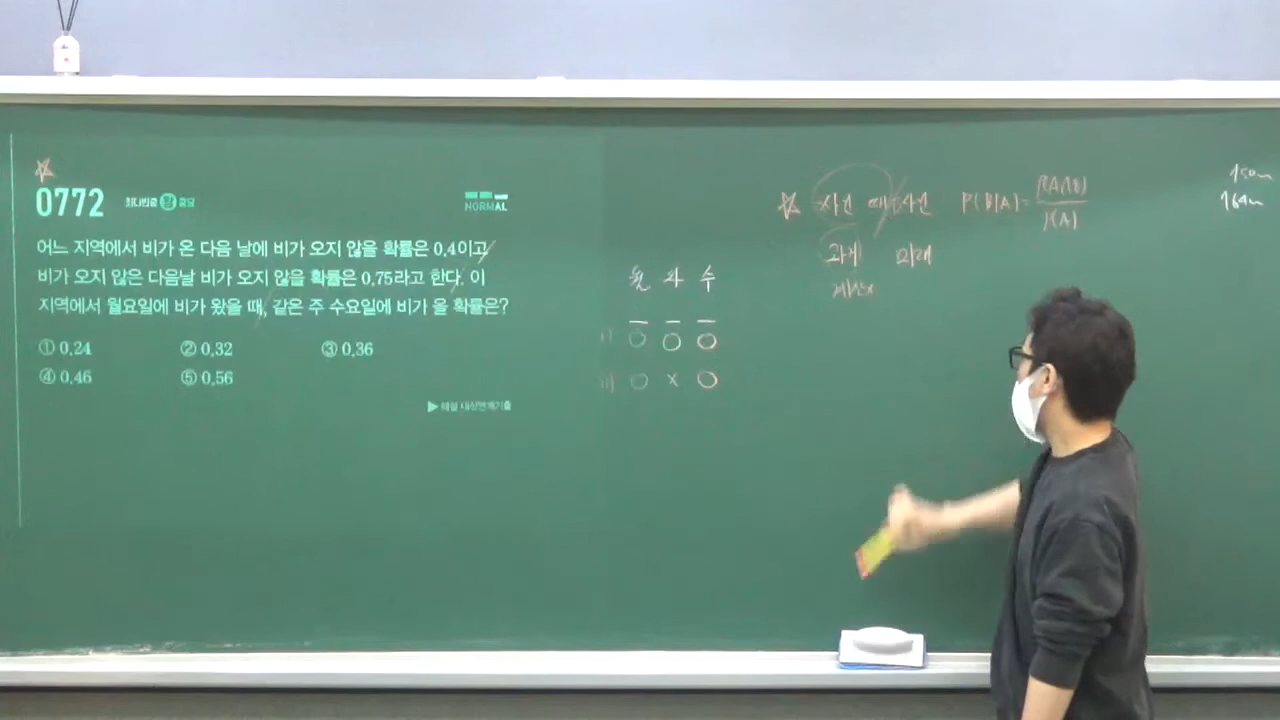 0772
NORMAL
어느 지역에서 비가 온 다음 날에 비가 오지 않을 확률은 0.4이고
비가 오지 않은 다음날 비가 오지 않을 확률은 0.75라고 한다. 이
지역에서 월요일에 비가 왔을 때, 같은 주 수요일에 비가 올 확률은?
① 0.24 ② 0.32 ③ 0.36
④ 0.46 ⑤ 0.56
월 화 수
i) ○ ○ ○
ii) ○ × ○
P(B|A)= P(A∩B)
P(A)
과거 미래